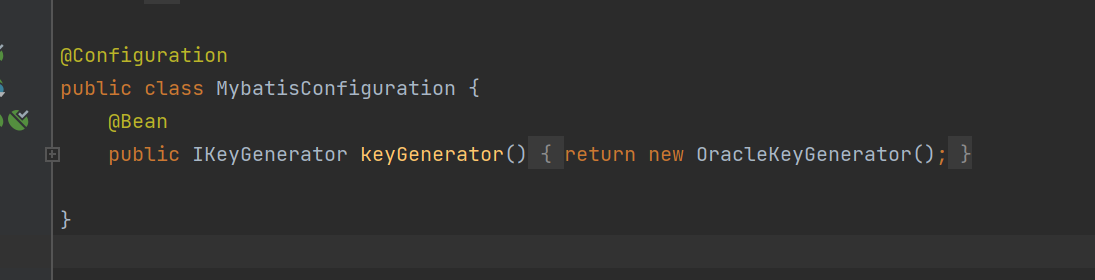 @Configuration
public class MybatisConfiguration {
@Bean
public IKeyGenerator keyGenerator() { return new OracleKeyGenerator(); }
}